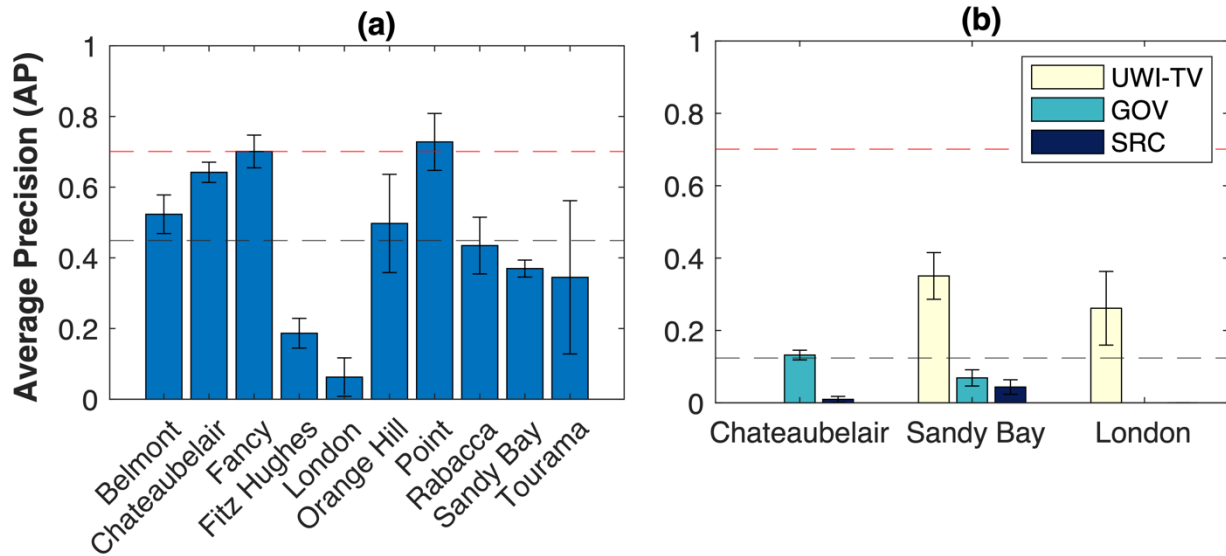 (a)
Average Precision (AP)
1
0.8
0.6
0.4
0.2
0
Belmont
Chateaubelair
Fancy
Fitz Hughes
London
Orange Hill
Point
Rabacca
Sandy Bay
Tourama
(b)
1
0.8
0.6
0.4
0.2
0
UWI-TV
GOV
SRC
Chateaubelair
Sandy Bay
London